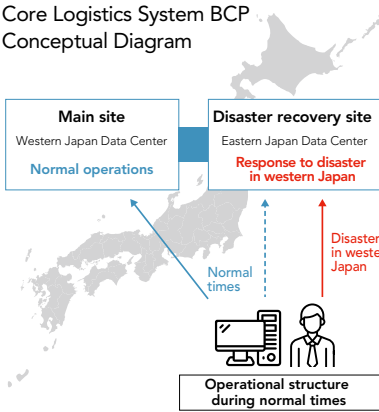 Core Logistics System BCP
Conceptual Diagram
Main site
Western Japan Data Center
Normal operations
Disaster recovery site
Eastern Japan Data Center
Response to disaster
in western Japan
Normal
times
Disaster
in
Japan
Operational structure
during normal times